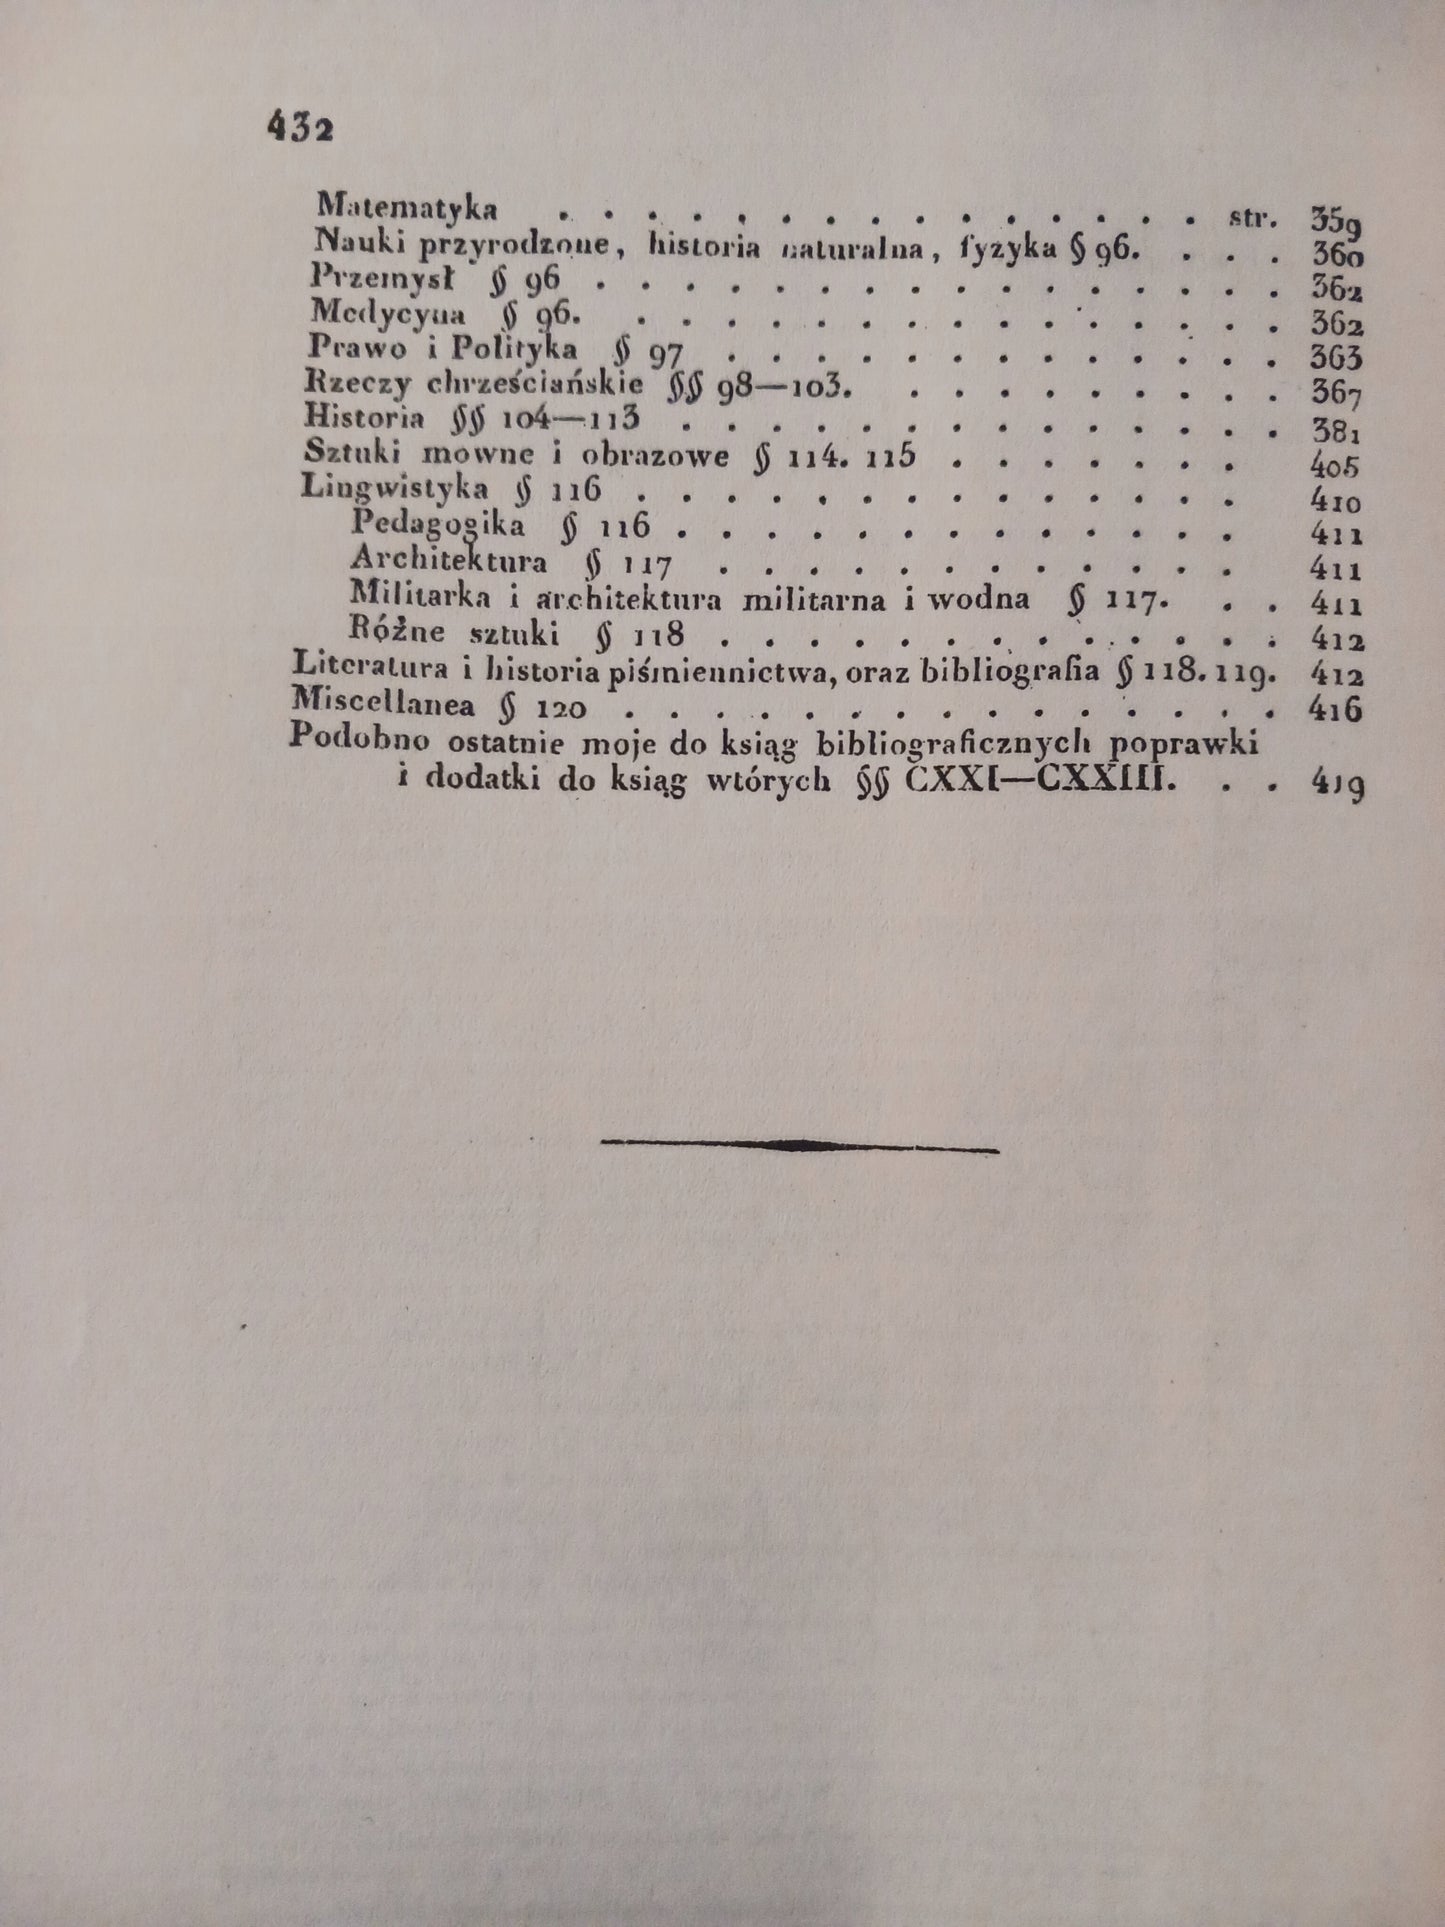 432
Matematyka . . . . . . . . . . . . . . . str. 359
Nauki przyrodzone, historia naturalna, fyzyka § 96. . . . 360
Przemysł § 96 . . . . . . . . . . . . . . . . 362
Medycyna § 96. . . . . . . . . . . . . . . . 362
Prawo i Polityka § 97 . . . . . . . . . . . . . 363
Rzeczy chrześciańskie §§ 98—103. . . . . . . . . . 367
Historia §§ 104—113 . . . . . . . . . . . . . . 381
Sztuki mowne i obrazowe § 114. 115 . . . . . . . 405
Lingwistyka § 116 . . . . . . . . . . . . . . 410
Pedagogika § 116 . . . . . . . . . . . . . 411
Architektura § 117 . . . . . . . . . . . . 411
Militarka i architektura militarna i wodna § 117. . . 411
Różne sztuki § 118 . . . . . . . . . . . . . 412
Literatura i historia piśmiennictwa, oraz bibliografia § 118. 119. 412
Miscellanea § 120 . . . . . . . . . . . . . . . 416
Podobno ostatnie moje do ksiąg bibliograficznych poprawki
i dodatki do ksiąg wtórych §§ CXXI—CXXIII. . . 419